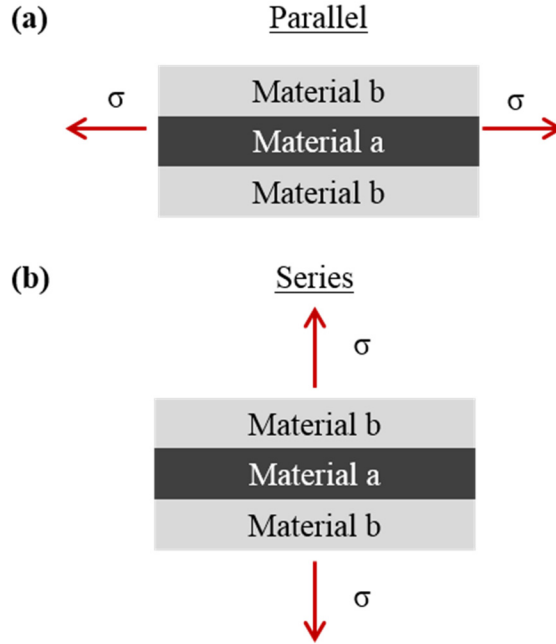 (a) Parallel
Material b
σ Material a σ
Material b
(b) Series
σ
Material b
Material a
Material b
σ